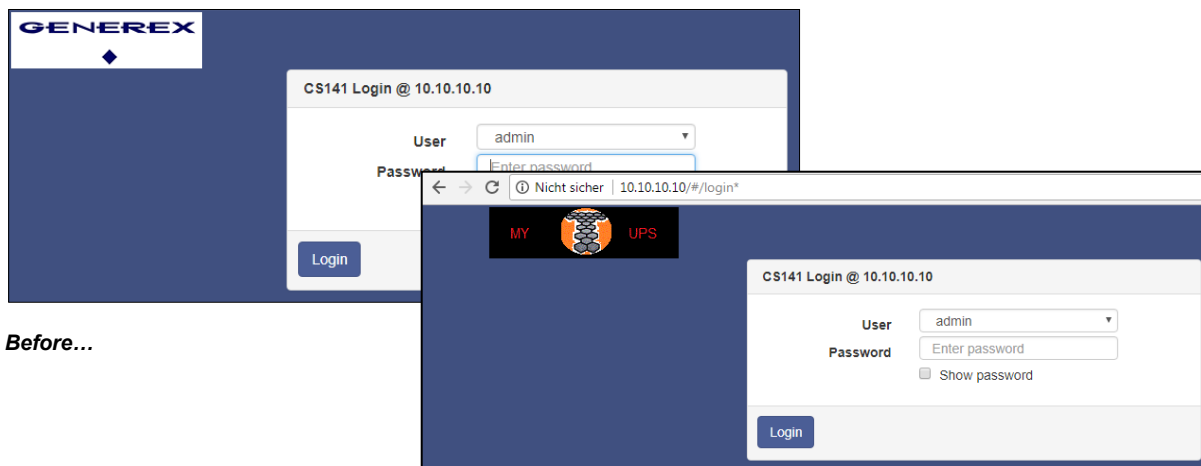 GENEREX
CS141 Login @ 10.10.10.10
User admin
Password Enter password
Login
Before…
Nicht sicher | 10.10.10.10/#/login*
MY UPS
CS141 Login @ 10.10.10.10
User admin
Password Enter password
Show password
Login